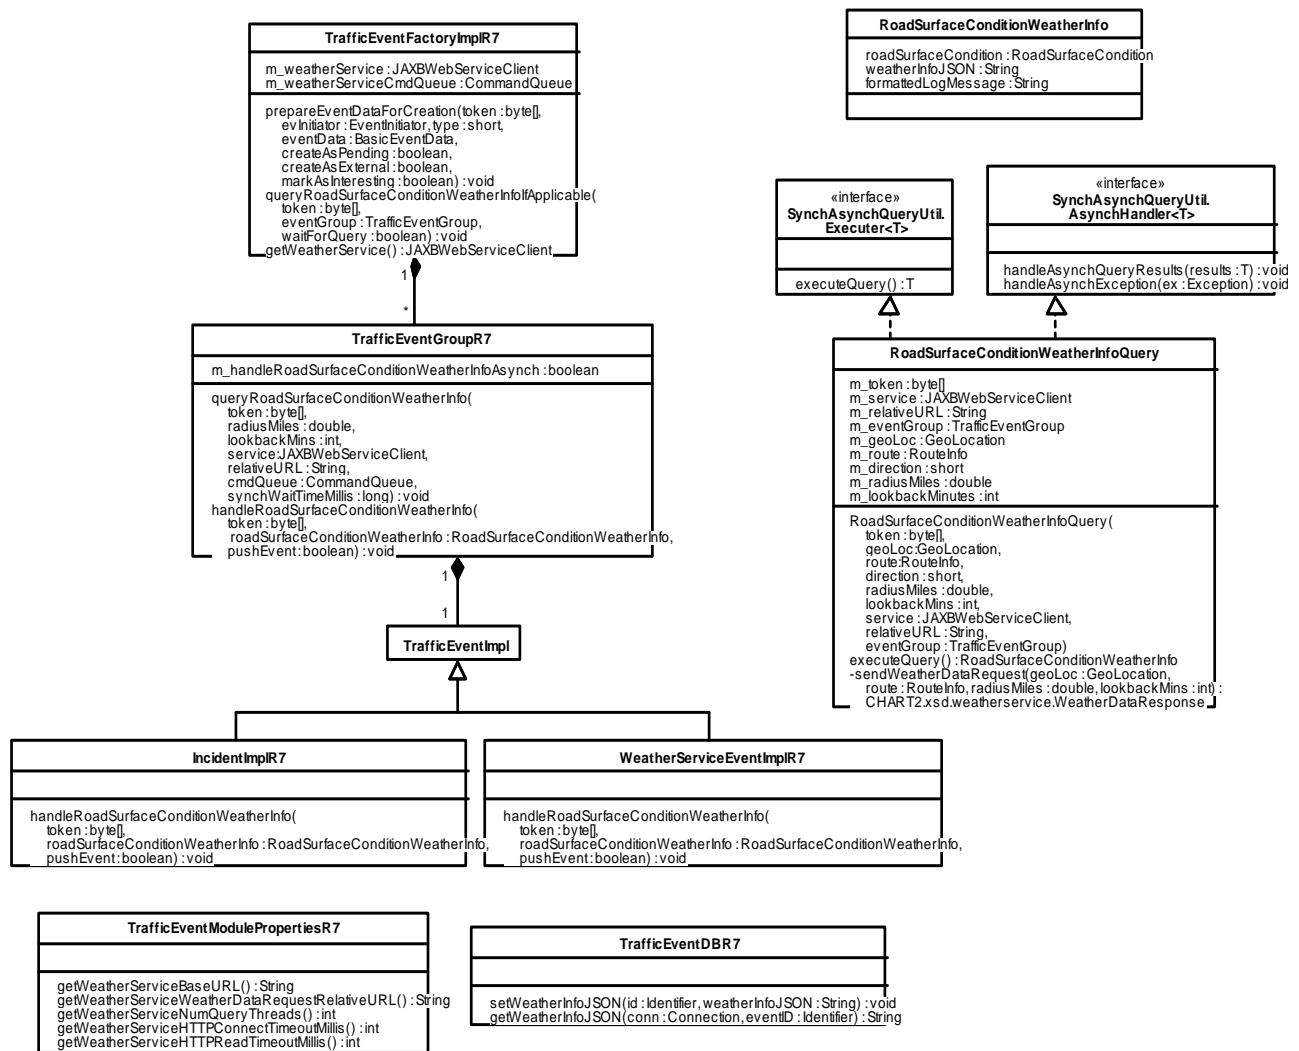 TrafficEventFactoryImplR7
m_weatherService : JAXBWebServiceClient
m_weatherServiceCmdQueue : CommandQueue
prepareEventDataForCreation(token : byte[],
evInitiator : EventInitiator, type : short,
eventData : BasicEventData,
createAsPending : boolean,
createAsExternal : boolean,
markAsInteresting : boolean) : void
queryRoadSurfaceConditionWeatherInfoIfApplicable(
token : byte[],
eventGroup : TrafficEventGroup,
waitForQuery : boolean) : void
getWeatherService() : JAXBWebServiceClient
1
*
TrafficEventGroupR7
m_handleRoadSurfaceConditionWeatherInfoAsynch : boolean
queryRoadSurfaceConditionWeatherInfo(
token : byte[],
radiusMiles : double,
lookbackMins : int,
service:JAXBWebServiceClient,
relativeURL : String,
cmdQueue : CommandQueue,
synchWaitTimeMillis : long) : void
handleRoadSurfaceConditionWeatherInfo(
token : byte[],
roadSurfaceConditionWeatherInfo : RoadSurfaceConditionWeatherInfo,
pushEvent : boolean) : void
1
1
TrafficEventImpl
IncidentImplR7
handleRoadSurfaceConditionWeatherInfo(
token : byte[],
roadSurfaceConditionWeatherInfo : RoadSurfaceConditionWeatherInfo,
pushEvent : boolean) : void
WeatherServiceEventImplR7
handleRoadSurfaceConditionWeatherInfo(
token : byte[],
roadSurfaceConditionWeatherInfo : RoadSurfaceConditionWeatherInfo,
pushEvent : boolean) : void
TrafficEventModulePropertiesR7
getWeatherServiceBaseURL() : String
getWeatherServiceWeatherDataRequestRelativeURL() : String
getWeatherServiceNumQueryThreads() : int
getWeatherServiceHTTPConnectTimeoutMillis() : int
getWeatherServiceHTTPReadTimeoutMillis() : int
TrafficEventDBR7
setWeatherInfoJSON(id : Identifier, weatherInfoJSON : String) : void
getWeatherInfoJSON(conn : Connection, eventID : Identifier) : String
RoadSurfaceConditionWeatherInfo
roadSurfaceCondition : RoadSurfaceCondition
weatherInfoJSON : String
formattedLogMessage : String
«interface»
SynchAsynchQueryUtil.
Executer<T>
executeQuery() : T
«interface»
SynchAsynchQueryUtil.
AsynchHandler<T>
handleAsynchQueryResults(results : T) : void
handleAsynchException(ex : Exception) : void
RoadSurfaceConditionWeatherInfoQuery
m_token : byte[]
m_service : JAXBWebServiceClient
m_relativeURL : String
m_eventGroup : TrafficEventGroup
m_geoLoc : GeoLocation
m_route : RouteInfo
m_direction : short
m_radiusMiles : double
m_lookbackMinutes : int
RoadSurfaceConditionWeatherInfoQuery(
token : byte[],
geoLoc:GeoLocation,
route:RouteInfo,
direction : short,
radiusMiles : double,
lookbackMins : int,
service : JAXBWebServiceClient,
relativeURL : String,
eventGroup : TrafficEventGroup)
executeQuery() : RoadSurfaceConditionWeatherInfo
-sendWeatherDataRequest(geoLoc : GeoLocation,
route : RouteInfo, radiusMiles : double, lookbackMins : int) :
CHART2.xsd.weatherservice.WeatherDataResponse